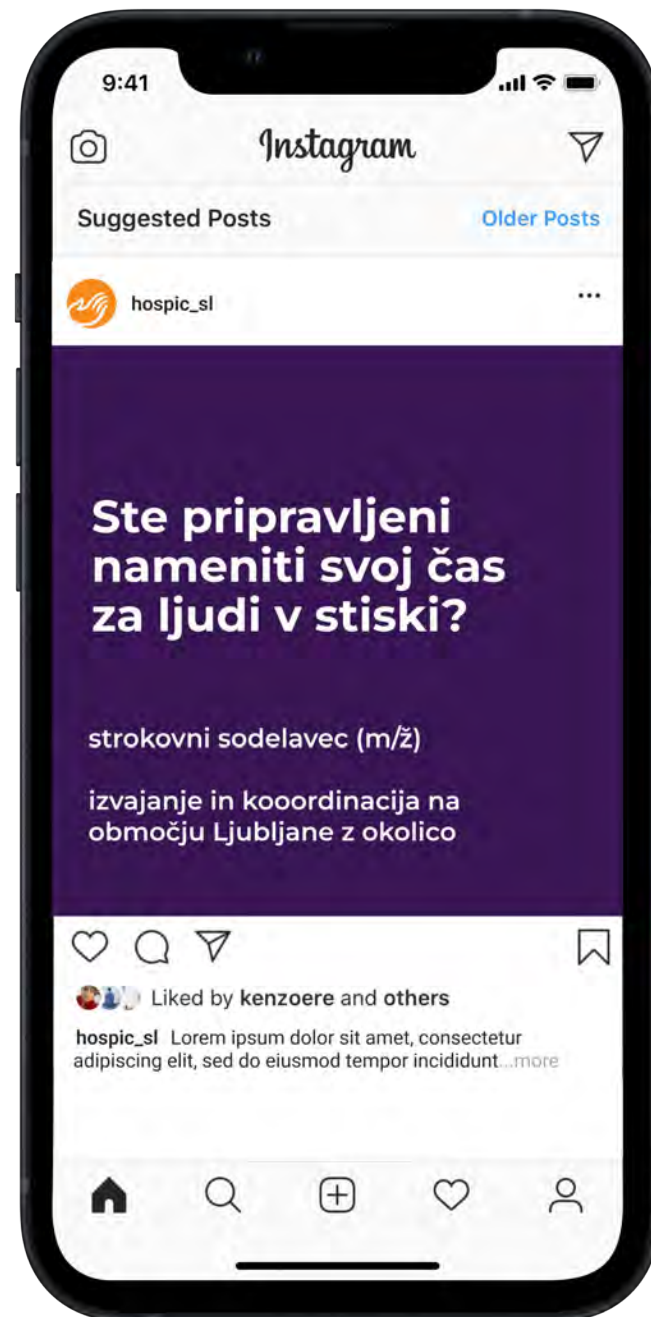 9:41
Instagram
Suggested Posts Older Posts
hospic_sl
Ste pripravljeni
nameniti svoj čas
za ljudi v stiski?
strokovni sodelavec (m/ž)
izvajanje in kooordinacija na
območju Ljubljane z okolico
Liked by kenzoere and others
hospic_sl Lorem ipsum dolor sit amet, consectetur
adipiscing elit, sed do eiusmod tempor incididunt...more